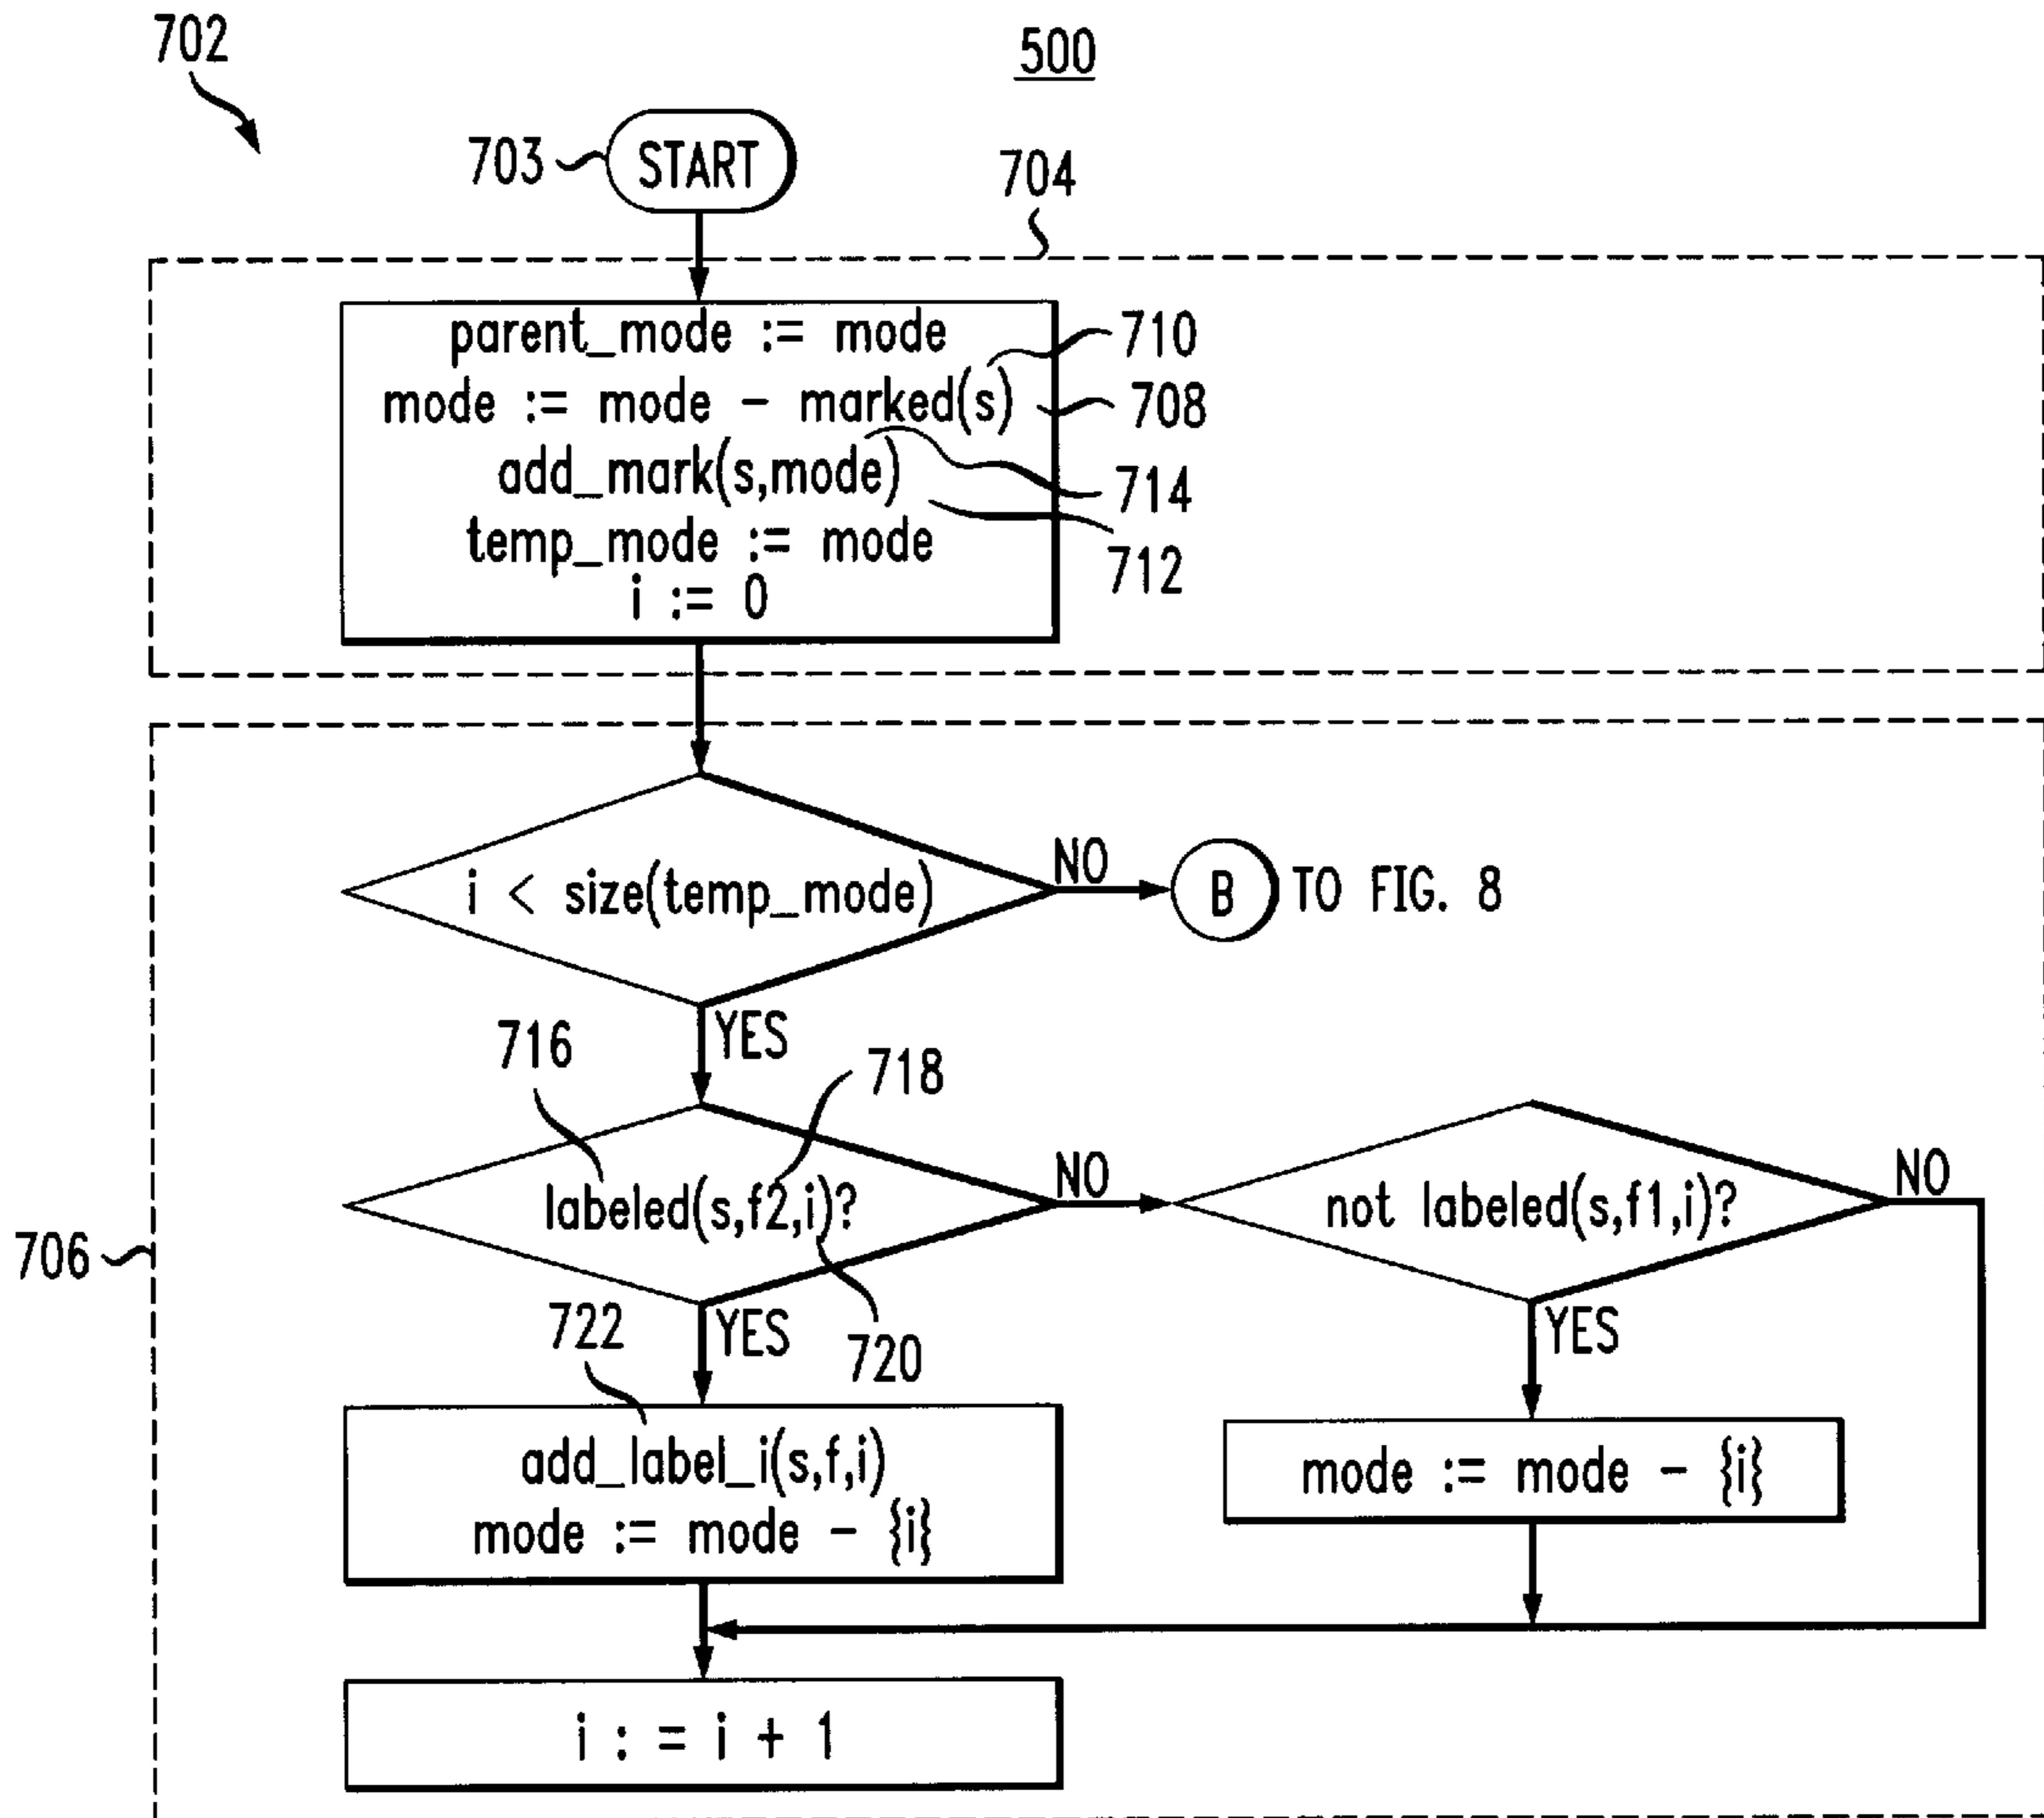 702
500
703
START
704
parent_mode := mode
710
mode := mode - marked(s)
708
add_mark(s,mode)
714
temp_mode := mode
712
i := 0
i < size(temp_mode)
NO
B
TO FIG. 8
YES
716
718
labeled(s,f2,i)?
NO
not labeled(s,f1,i)?
NO
706
722
YES
720
YES
add_label_i(s,f,i)
mode := mode - {i}
mode := mode - {i}
i : = i + 1